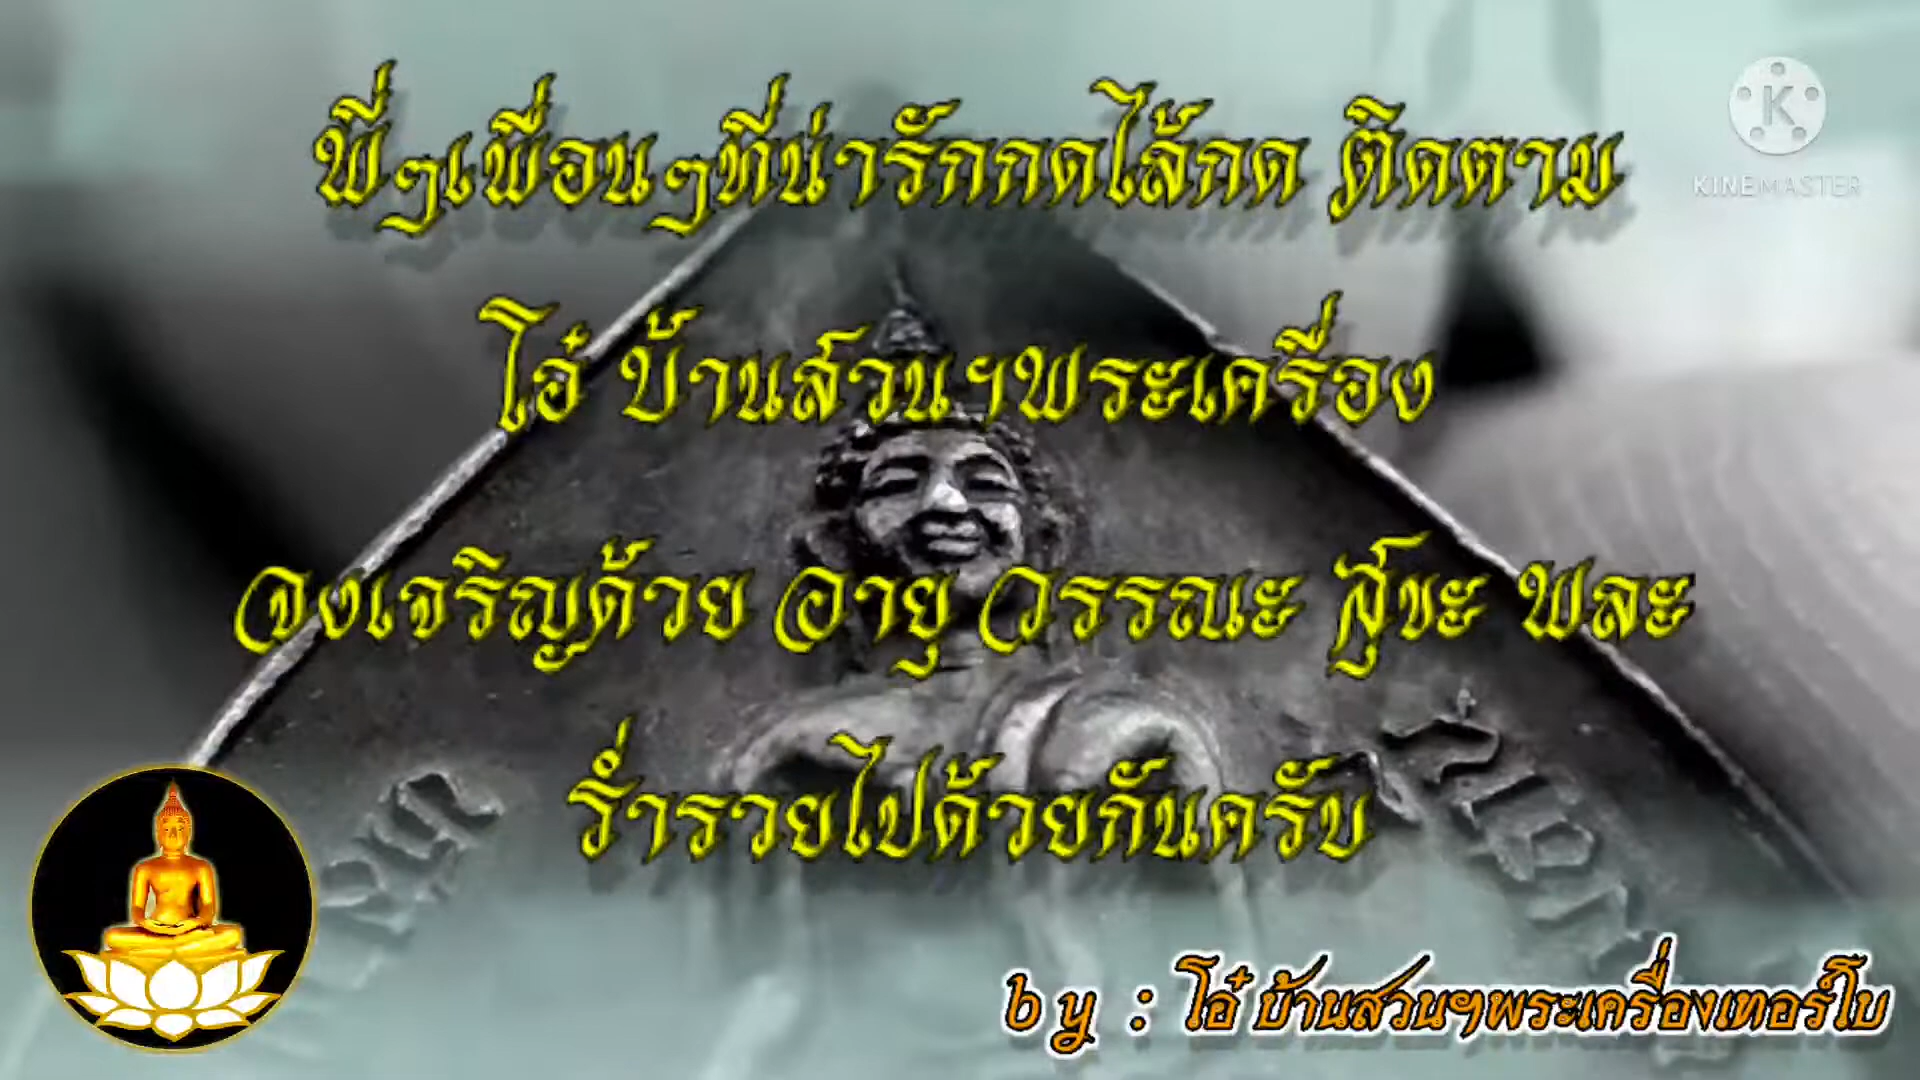 พี่ๆเพื่อนๆที่น่ารักกดไล้กด ติดตาม
KINEMASTER
โอ๋ บ้านส์วนฯพระเครื่อง
จงเจริญด้วย อายุ วรรณะ สุ์ขะ พละ
ร่ำรวยไปด้วยกันครับ
by : โอ๋ บ้านสวนฯพระเครื่องเทอร์โบ